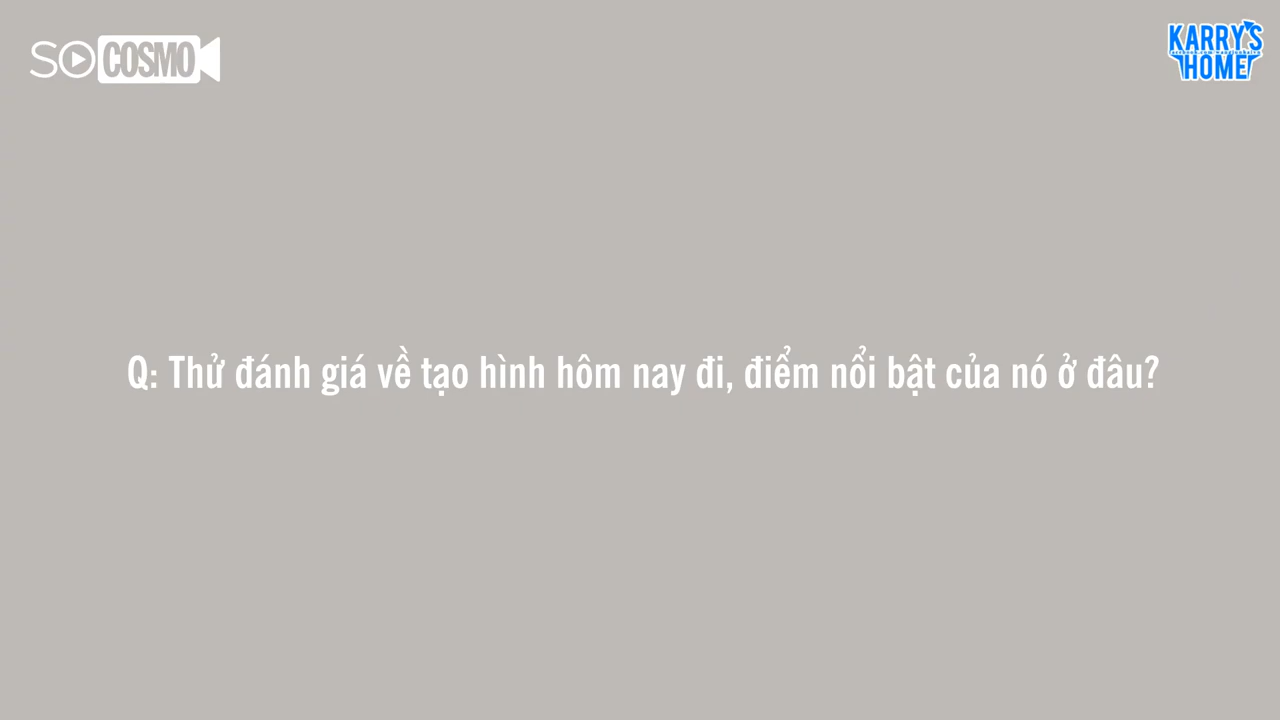 SO COSMO
KARRY'S
HOME
Q: Thử đánh giá về tạo hình hôm nay đi, điểm nổi bật của nó ở đâu?